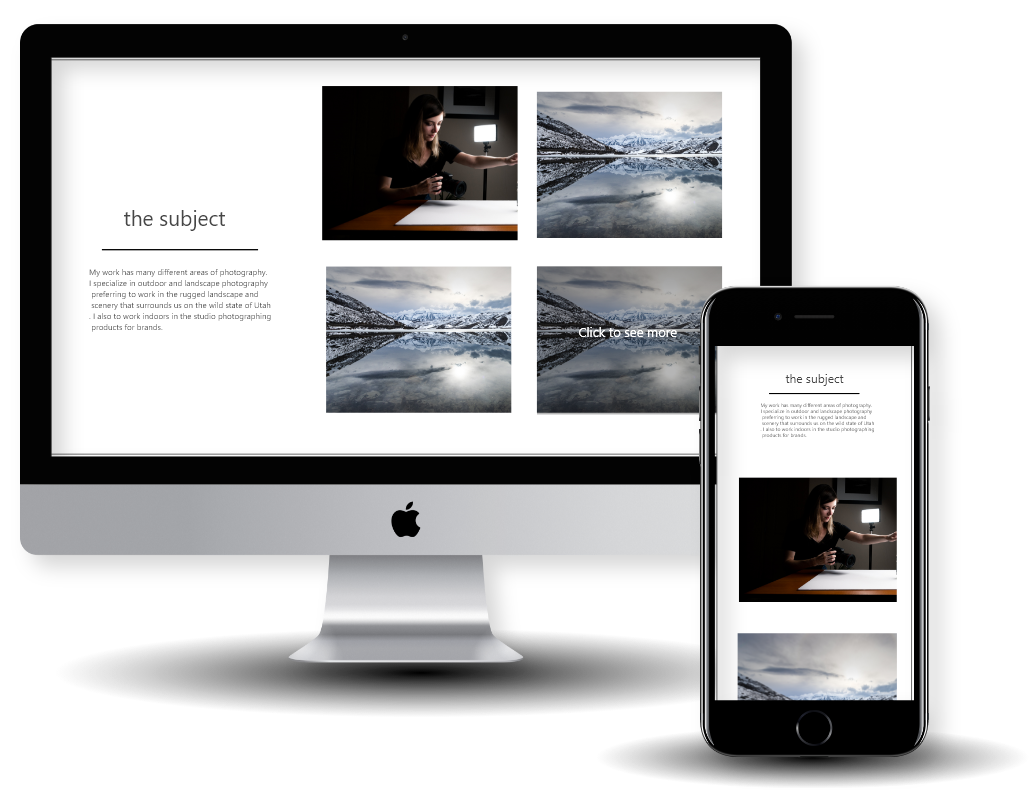 the subject
My work has many different areas of photography.
I specialize in outdoor and landscape photography
preferring to work in the rugged landscape and
scenery that surrounds us on the wild state of Utah
. I also to work indoors in the studio photographing
products for brands.
Click to see more
the subject
My work has many different areas of photography.
I specialize in outdoor and landscape photography
preferring to work in the rugged landscape and
scenery that surrounds us on the wild state of Utah
. I also to work indoors in the studio photographing
products for brands.